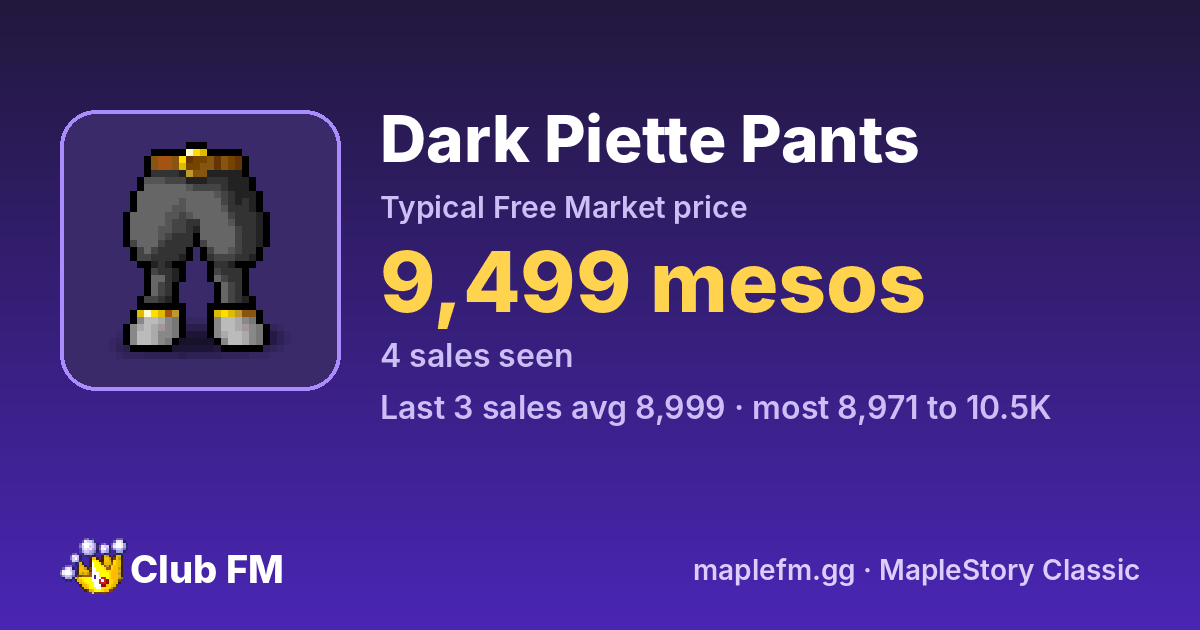 Dark Piette Pants
Typical Free Market price
9,499 mesos
4 sales seen
Last 3 sales avg 8,999 · most 8,971 to 10.5K
Club FM
maplefm.gg · MapleStory Classic